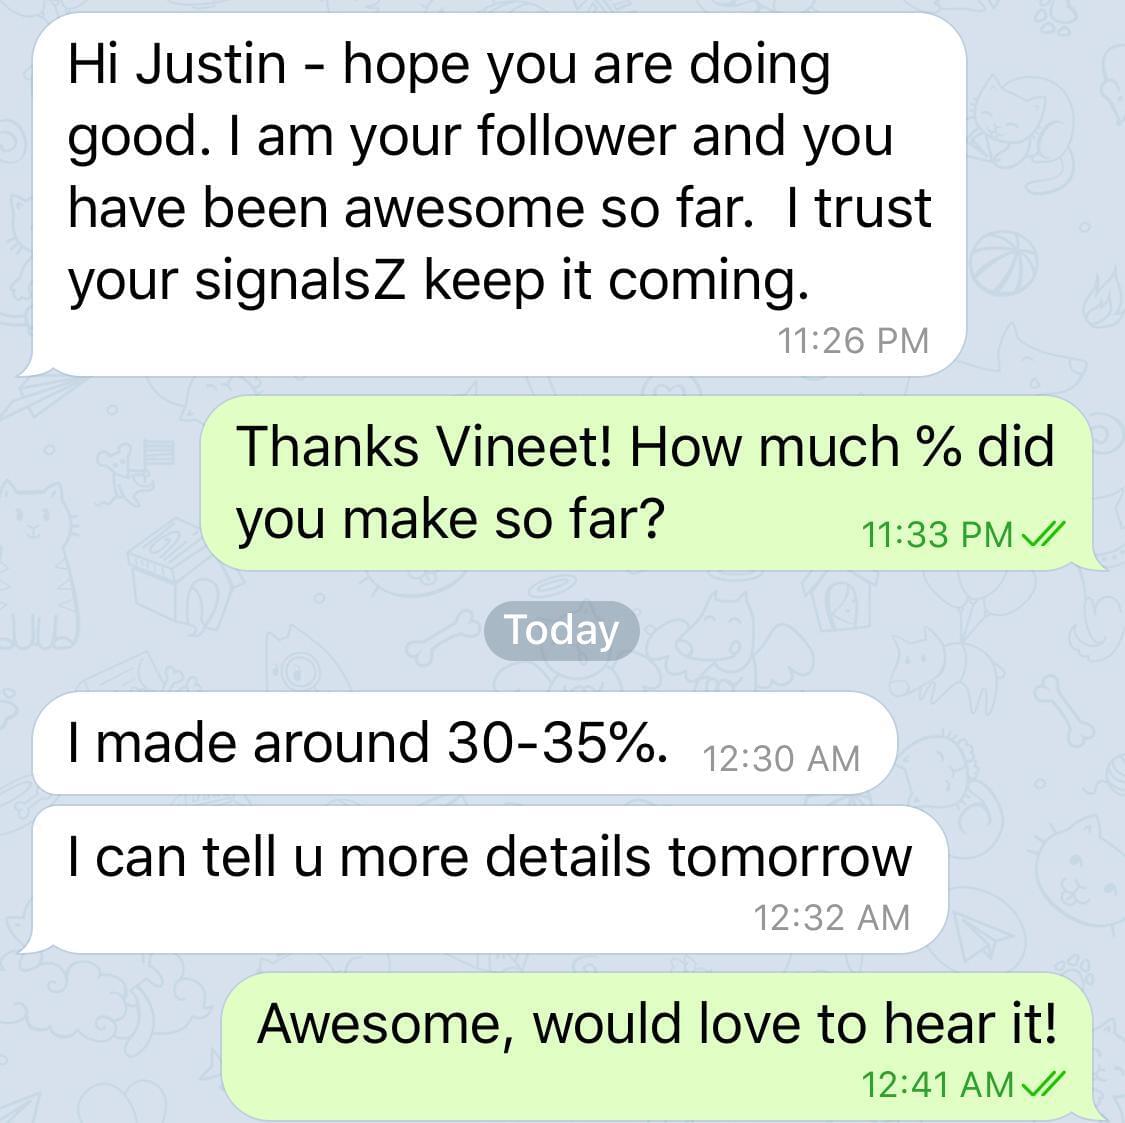 Hi Justin - hope you are doing
good. I am your follower and you
have been awesome so far.  I trust
your signalsZ keep it coming.
11:26 PM
Thanks Vineet! How much % did
you make so far?
11:33 PM
Today
I made around 30-35%.
12:30 AM
I can tell u more details tomorrow
12:32 AM
Awesome, would love to hear it!
12:41 AM